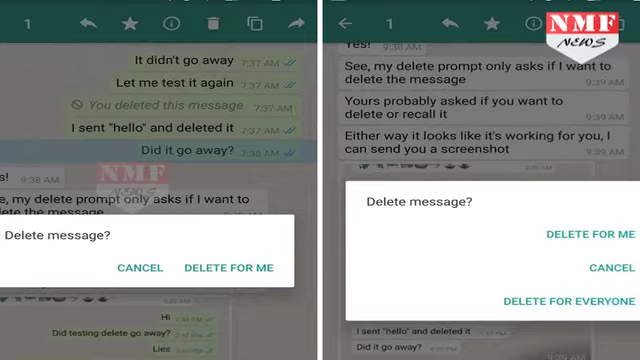 1
It didn't go away
7:37 AM
Let me test it again
7:37 AM
You deleted this message
7:37 AM
I sent "hello" and deleted it
7:37 AM
Did it go away?
7:38 AM
s!
9:38 AM
NMF
NEWS
e, my delete prompt only asks if I want to
lete the message
Delete message?
CANCEL
DELETE FOR ME
Hi
Did testing delete go away?
Lies
1
NMF
NEWS
Yes!
9:38 AM
See, my delete prompt only asks if I want to
delete the message
9:39 AM
Yours probably asked if you want to
delete or recall it
9:39 AM
Either way it looks like it's working for you, I
can send you a screenshot
9:39 AM
Delete message?
DELETE FOR ME
CANCEL
DELETE FOR EVERYONE
I sent "hello" and deleted it
Did it go away?
9:39 AM